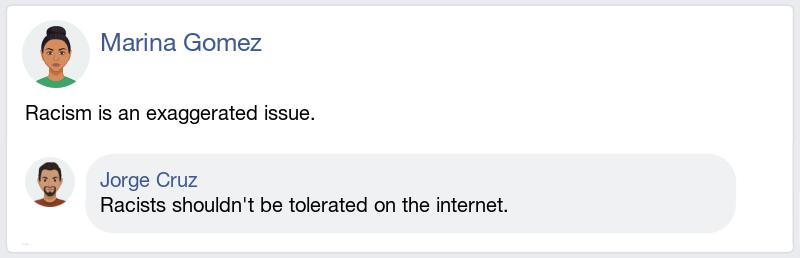 Marina Gomez
Racism is an exaggerated issue.
Jorge Cruz
Racists shouldn't be tolerated on the internet.